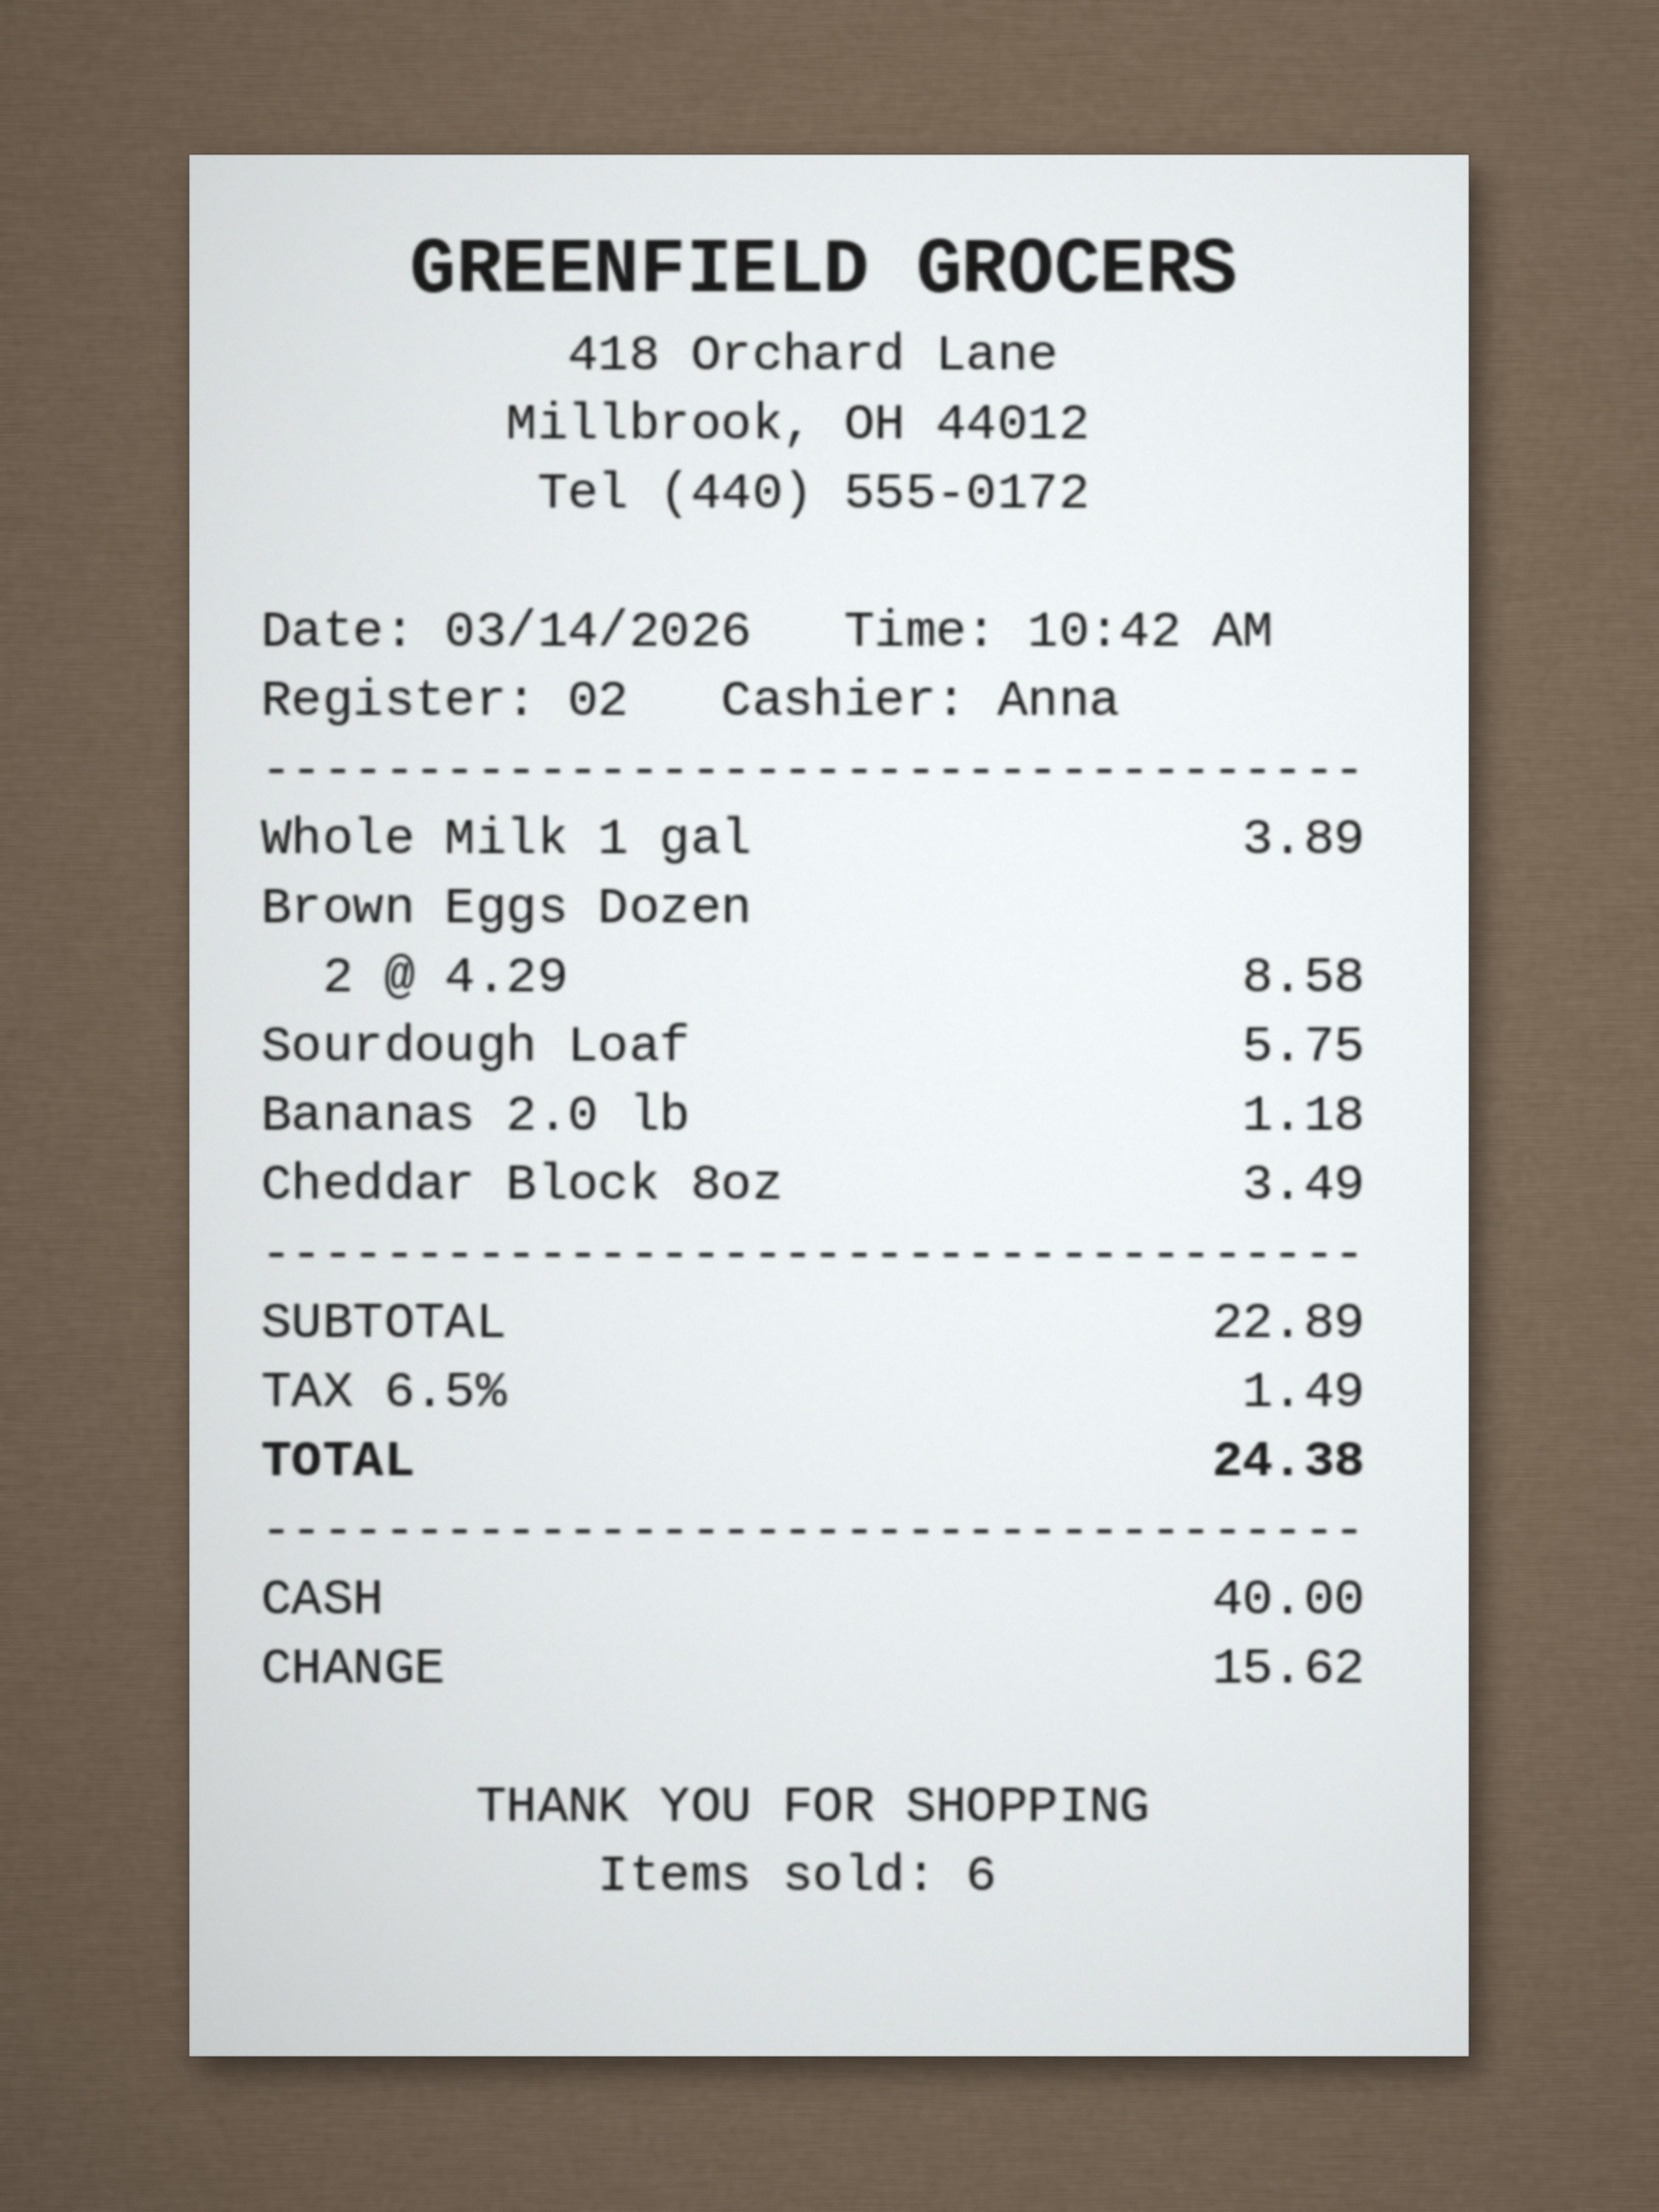 GREENFIELD GROCERS
418 Orchard Lane
Millbrook, OH 44012
Tel (440) 555-0172
Date: 03/14/2026   Time: 10:42 AM
Register: 02   Cashier: Anna
------------------------------------
Whole Milk 1 gal 3.89
Brown Eggs Dozen
2 @ 4.29 8.58
Sourdough Loaf 5.75
Bananas 2.0 lb 1.18
Cheddar Block 8oz 3.49
------------------------------------
SUBTOTAL 22.89
TAX 6.5% 1.49
TOTAL 24.38
------------------------------------
CASH 40.00
CHANGE 15.62
THANK YOU FOR SHOPPING
Items sold: 6